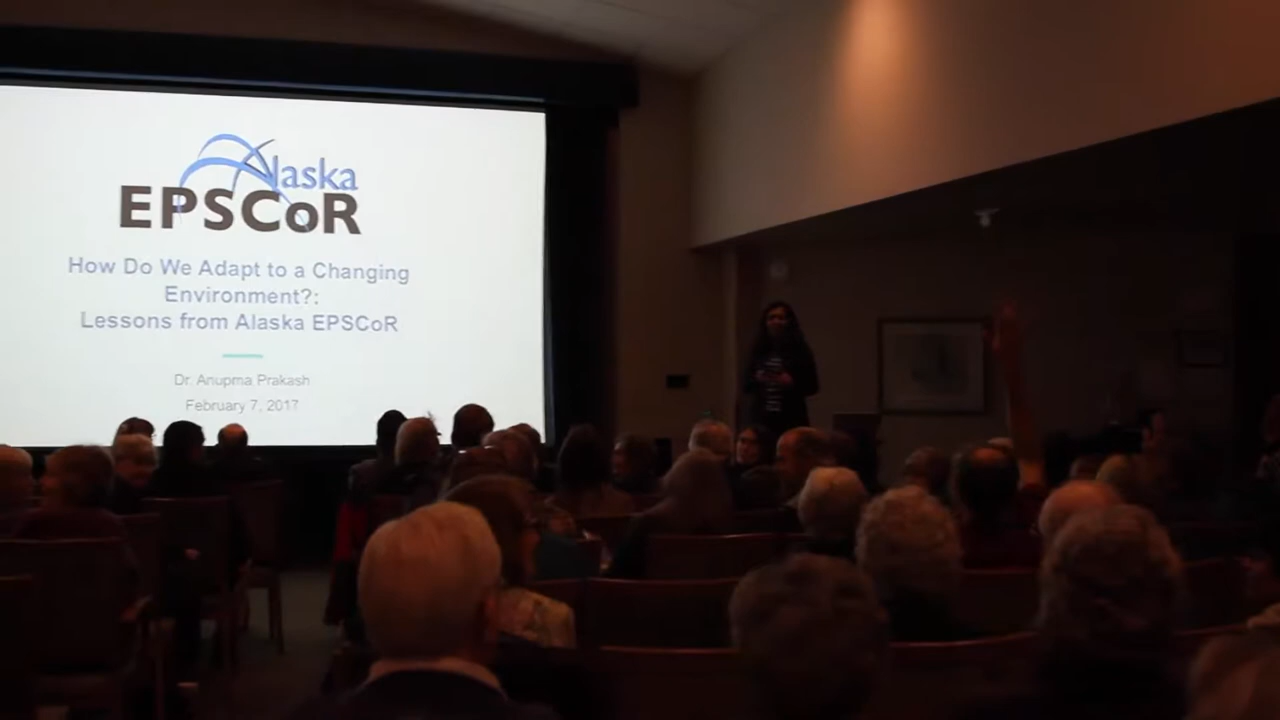 Alaska
EPSCoR
How Do We Adapt to a Changing
Environment?:
Lessons from Alaska EPSCoR
Dr. Anupma Prakash
February 7, 2017